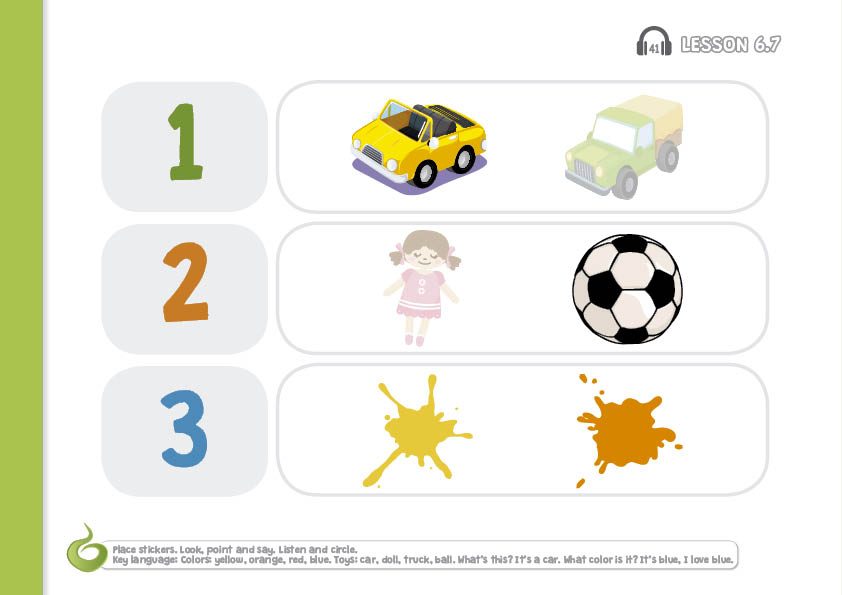 41 LESSON 6.7
1
2
3
Place stickers. Look, point and say. Listen and circle.
Key language: Colors: yellow, orange, red, blue. Toys: car, doll, truck, ball. What's this? It's a car. What color is it? It's blue, I love blue.